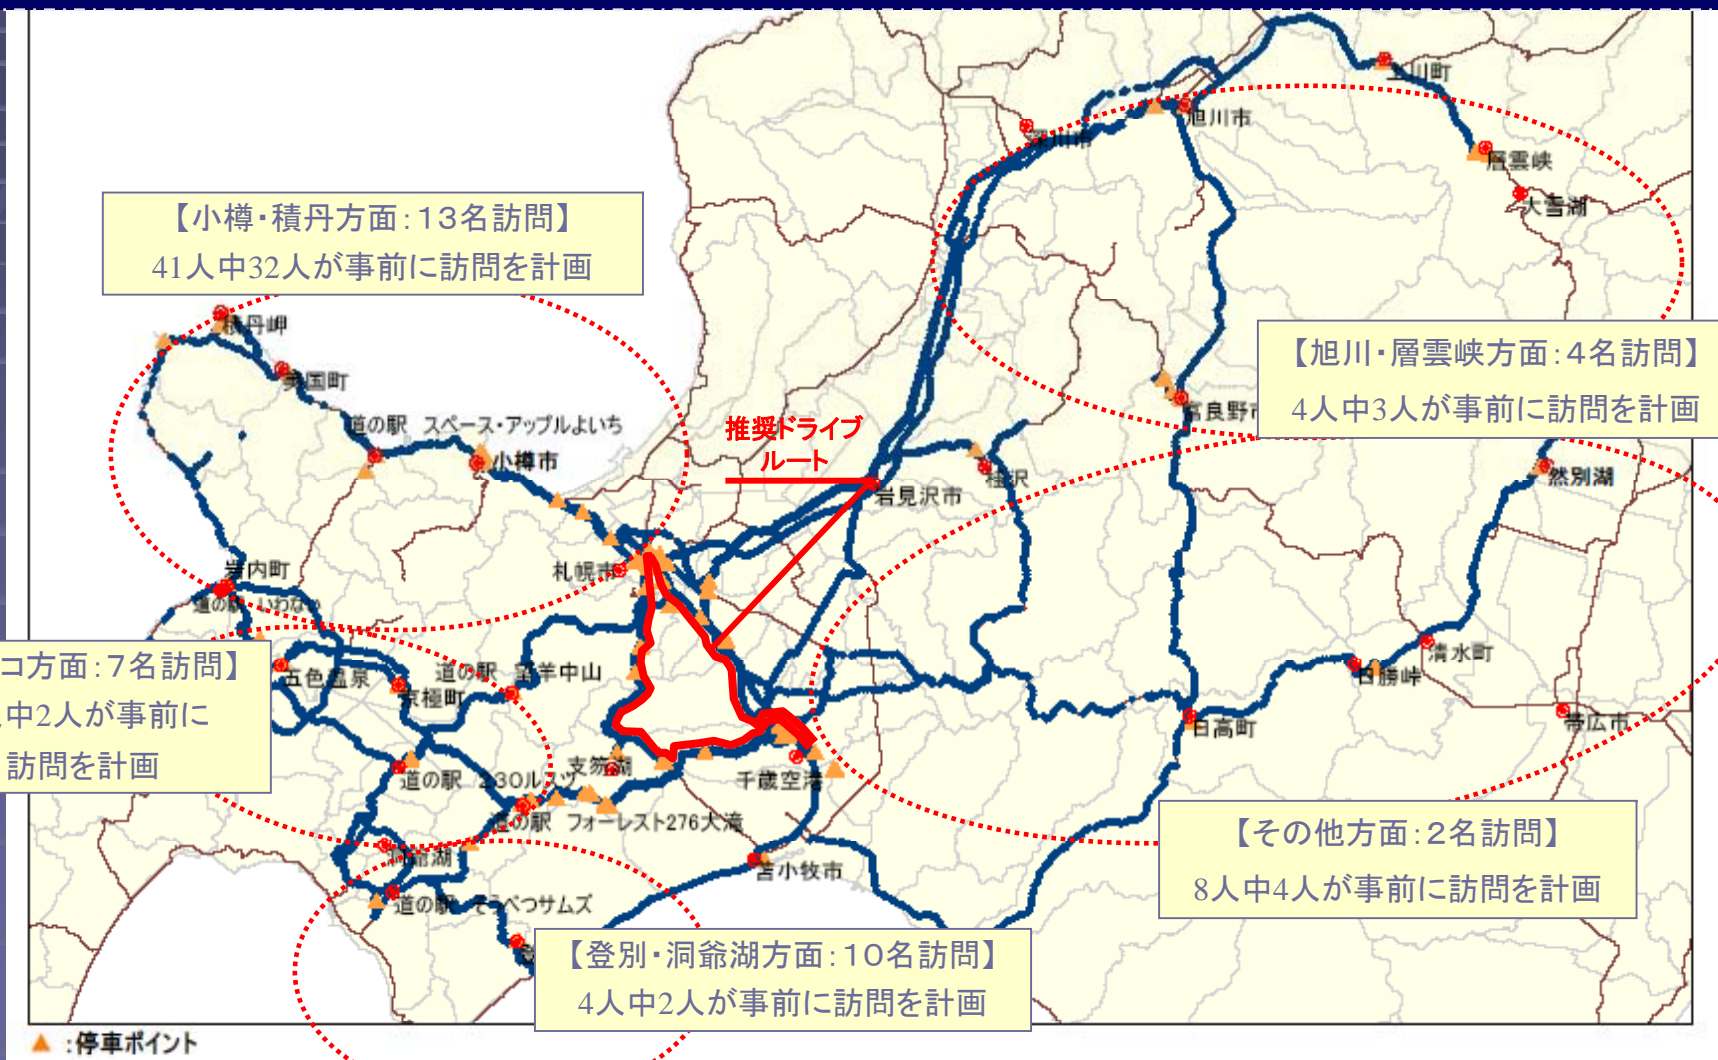 上川町
旭川市
深川市
層雲峡
大雪湖
【小樽・積丹方面：13名訪問】
41人中32人が事前に訪問を計画
積丹岬
美国町
【旭川・層雲峡方面：4名訪問】
4人中3人が事前に訪問を計画
富良野市
道の駅 スペース・アップルよいち
小樽市
推奨ドライブ
ルート
岩見沢市
桂沢
然別湖
札幌市
岩内町
道の駅 いわない
コ方面：7名訪問】
中2人が事前に
訪問を計画
五色温泉
京極町
道の駅 望羊中山
清水町
日勝峠
日高町
帯広市
道の駅 230ルスツ
支笏湖
千歳空港
道の駅 フォーレスト276大滝
洞爺湖
苫小牧市
道の駅 そうべつサムズ
【その他方面：2名訪問】
8人中4人が事前に訪問を計画
【登別・洞爺湖方面：10名訪問】
4人中2人が事前に訪問を計画
▲：停車ポイント